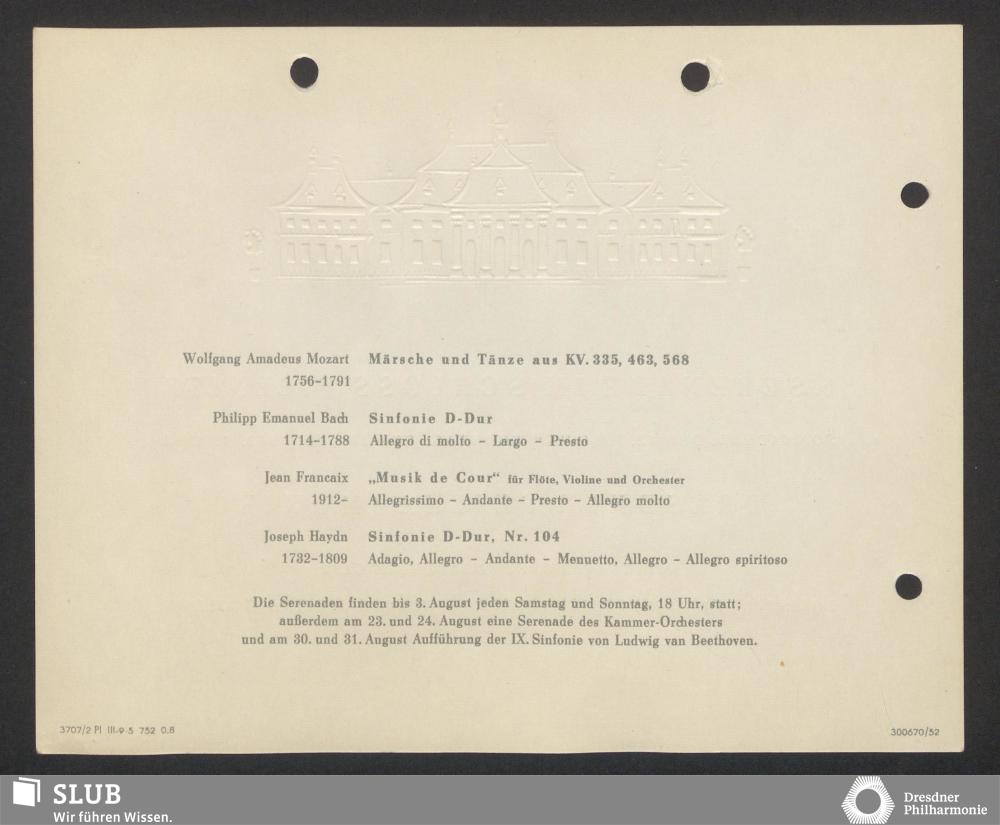 Wolfgang Amadeus Mozart Märsche und Tänze aus KV. 335, 463, 568
1756-1791
Philipp Emanuel Bach Sinfonie D-Dur
1714-1788 Allegro di molto – Largo – Presto
Jean Francaix „Musik de Cour“ für Flöte, Violine und Orchester
1912- Allegrissimo – Andante – Presto – Allegro molto
Joseph Haydn Sinfonie D-Dur, Nr. 104
1732-1809 Adagio, Allegro – Andante – Mennetto, Allegro – Allegro spiritoso
Die Serenaden finden bis 3. August jeden Samstag und Sonntag, 18 Uhr, statt;
außerdem am 23. und 24. August eine Serenade des Kammer-Orchesters
und am 30. und 31. August Aufführung der IX. Sinfonie von Ludwig van Beethoven.
3707/2 Pl III-9-5 752 0.8 300670/52
SLUB
Wir führen Wissen.
Dresdner
Philharmonie